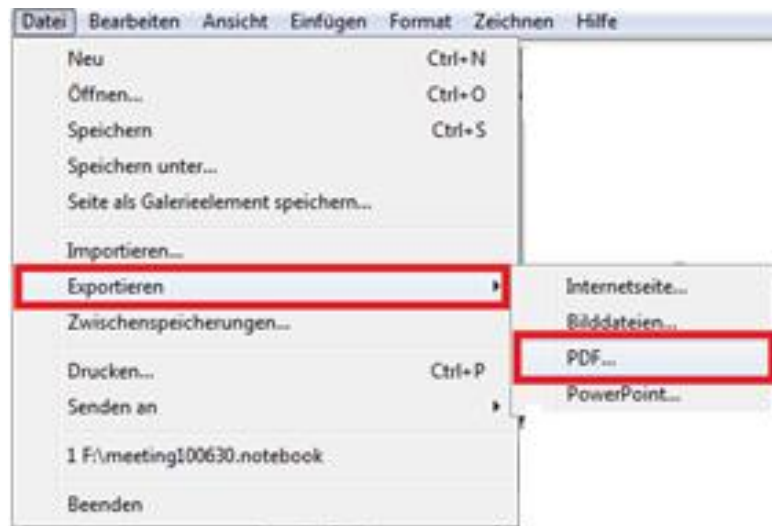 Datei Bearbeiten Ansicht Einfügen Format Zeichnen Hilfe
Neu Ctrl+N
Öffnen... Ctrl+O
Speichern Ctrl+S
Speichern unter...
Seite als Galerieelement speichern...
Importieren...
Exportieren
Zwischenspeicherungen...
Drucken... Ctrl+P
Senden an
1 F:\meeting100630.notebook
Beenden
Internetseite...
Bilddateien...
PDF...
PowerPoint...